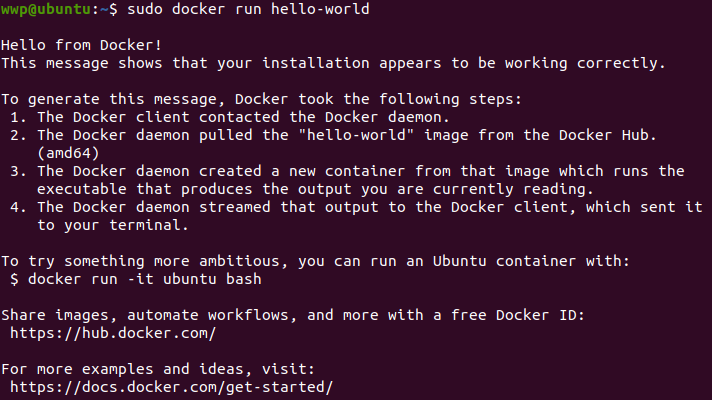 wwp@ubuntu:~$ sudo docker run hello-world
Hello from Docker!
This message shows that your installation appears to be working correctly.
To generate this message, Docker took the following steps:
1. The Docker client contacted the Docker daemon.
2. The Docker daemon pulled the "hello-world" image from the Docker Hub.
(amd64)
3. The Docker daemon created a new container from that image which runs the
executable that produces the output you are currently reading.
4. The Docker daemon streamed that output to the Docker client, which sent it
to your terminal.
To try something more ambitious, you can run an Ubuntu container with:
$ docker run -it ubuntu bash
Share images, automate workflows, and more with a free Docker ID:
https://hub.docker.com/
For more examples and ideas, visit:
https://docs.docker.com/get-started/